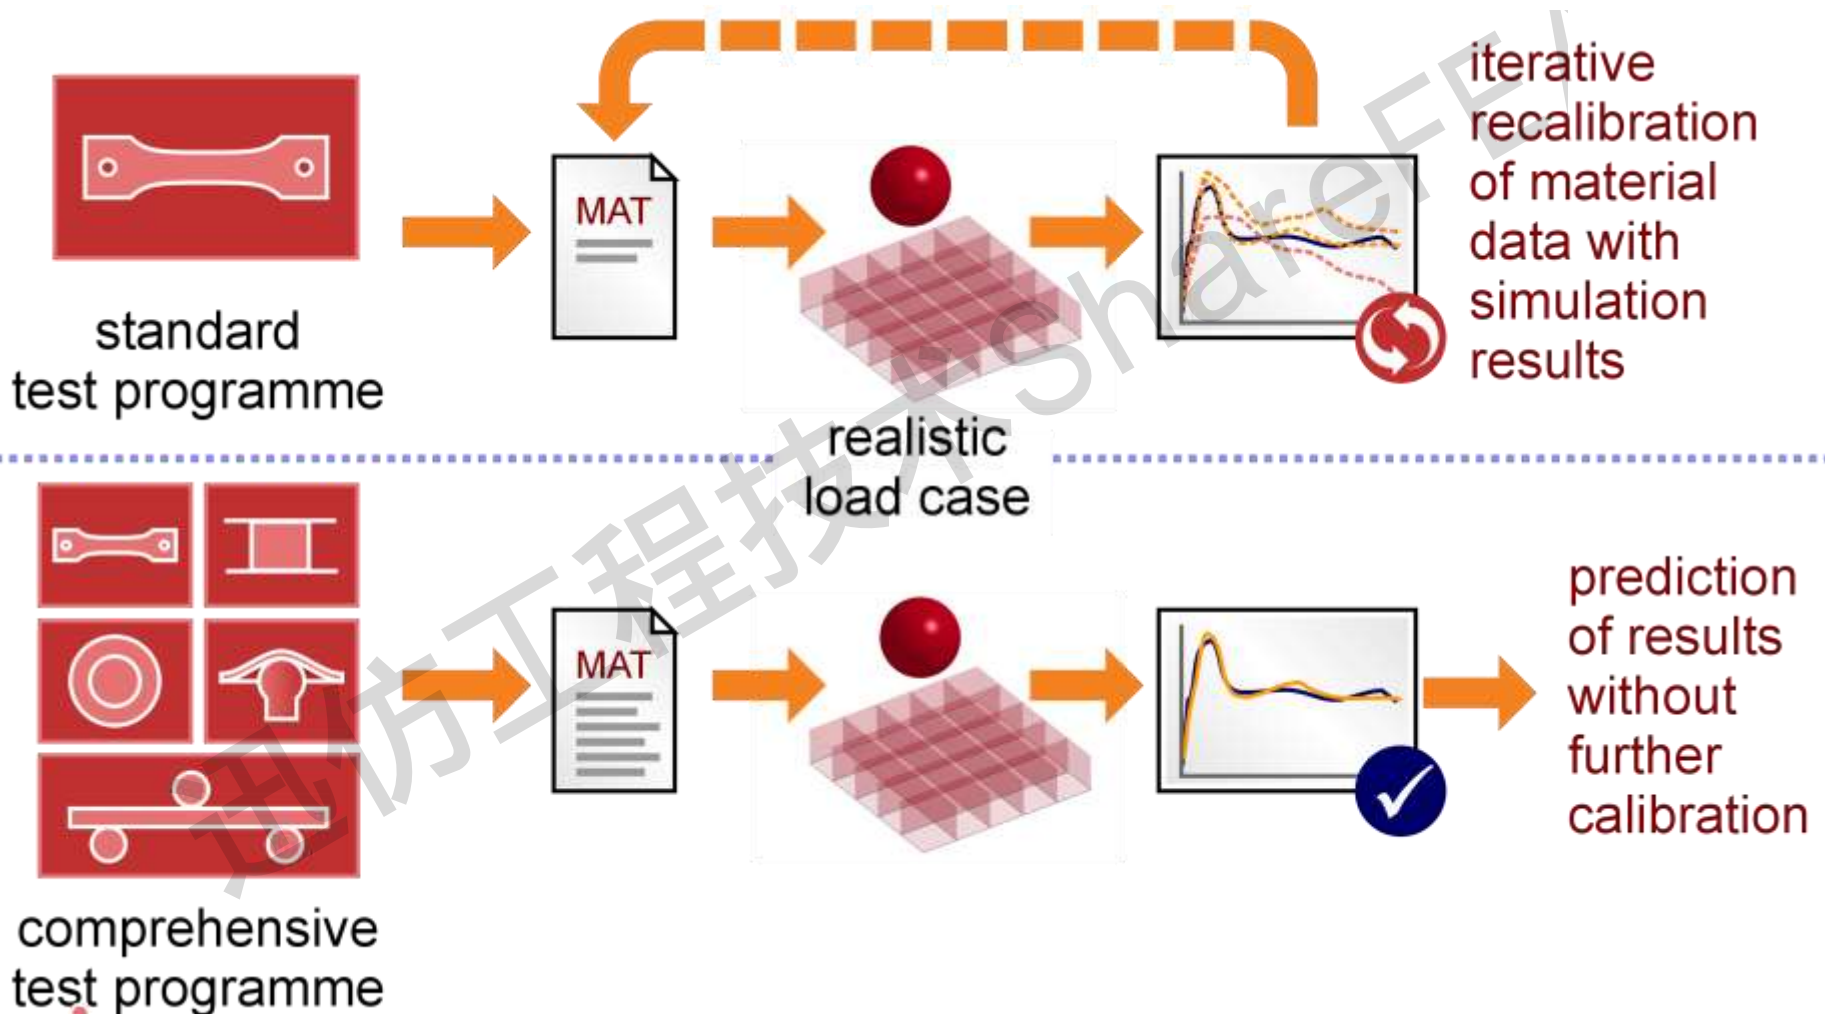 iterative
recalibration
of material
data with
simulation
results
MAT
standard
test programme
realistic
load case
MAT
prediction
of results
without
further
calibration
comprehensive
test programme
迅仿工程技术ShareFE/